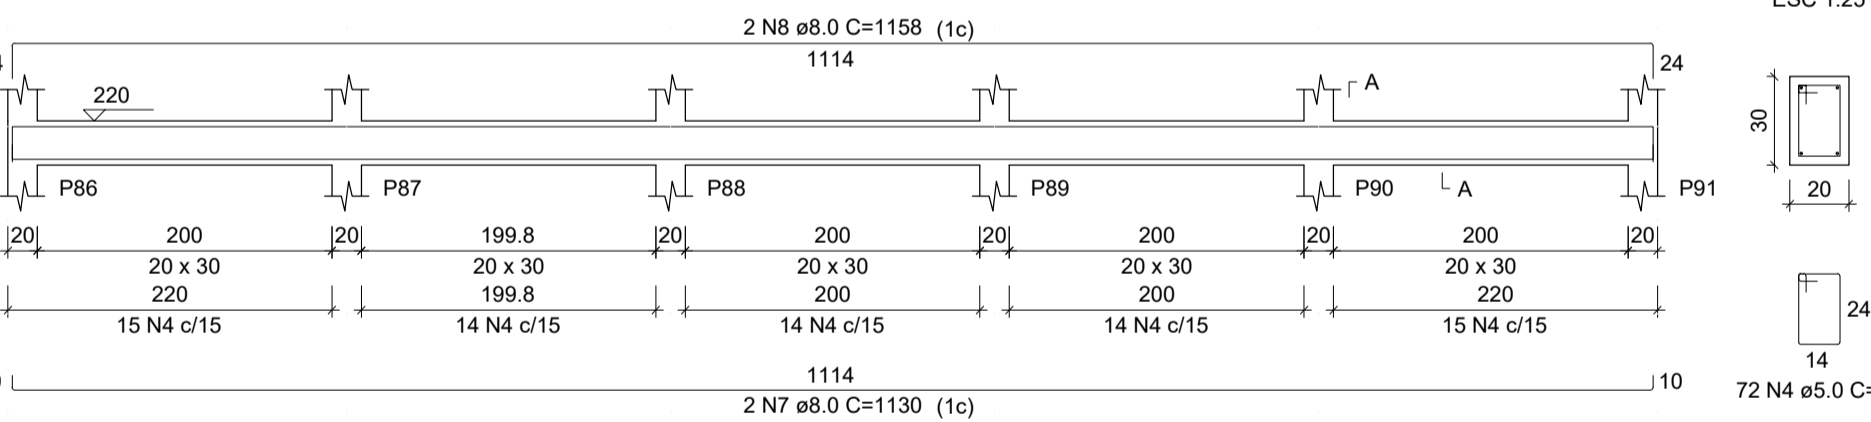 2 N8 ø8.0 C=1158 (1c)
1114
24
220
A
P86 P87 P88 P89 P90 A P91
20 200 20 199.8 20 200 20 200 20 200 20
20 x 30 20 x 30 20 x 30 20 x 30 20 x 30
220 199.8 200 200 220
15 N4 c/15 14 N4 c/15 14 N4 c/15 14 N4 c/15 15 N4 c/15
1114
10
2 N7 ø8.0 C=1130 (1c)
30
20
24
14
72 N4 ø5.0 C=